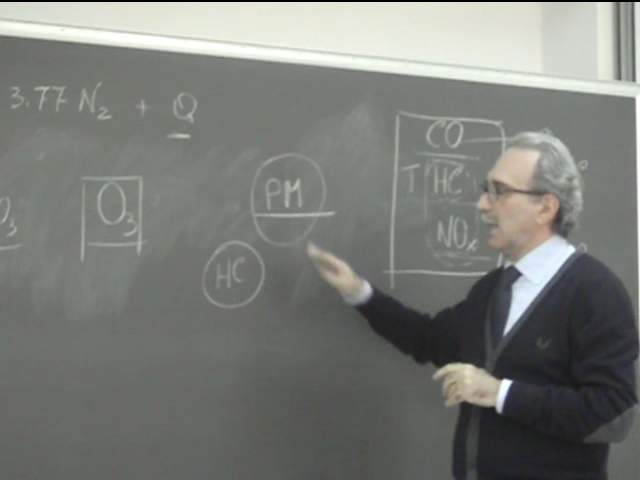 3.77 N₂ + Q
CO
T HC
NOx
PM
O₃ O₃
HC